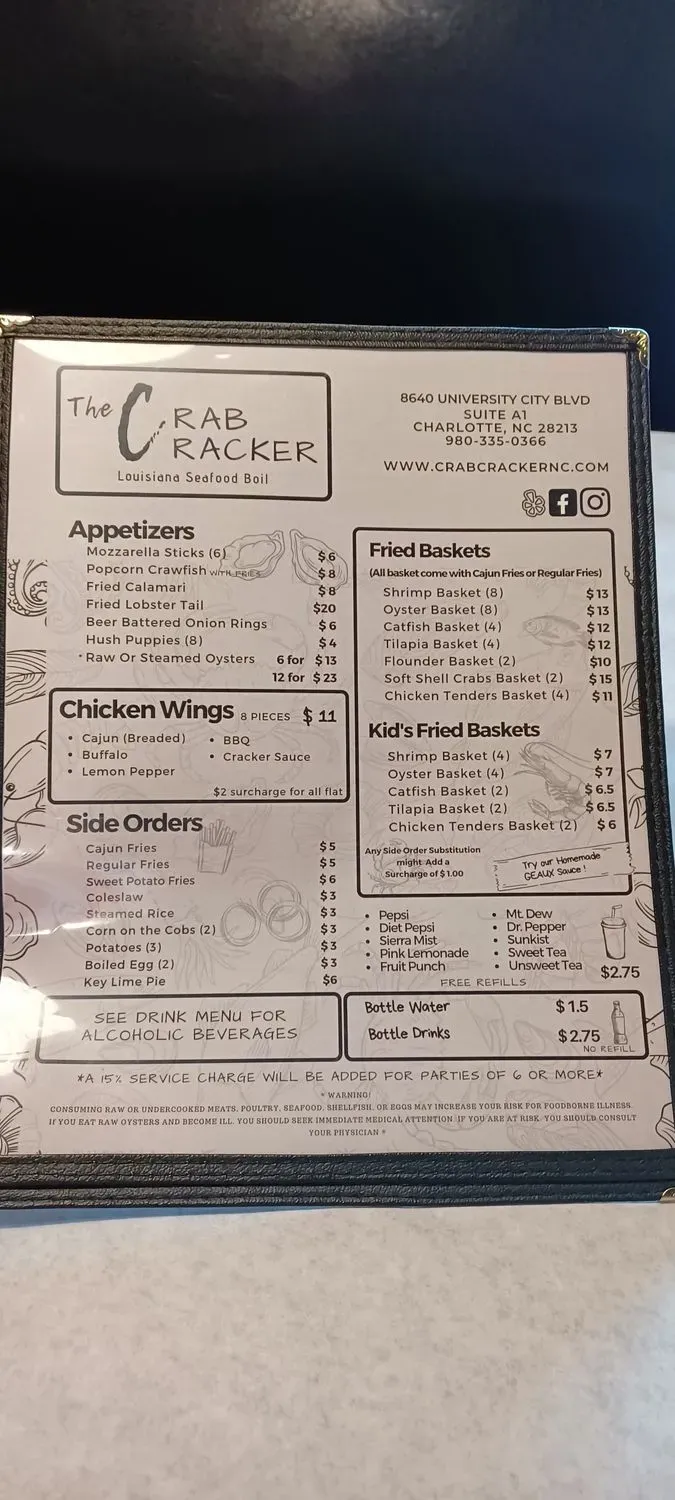 The CRAB
CRACKER
Louisiana Seafood Boil
8640 UNIVERSITY CITY BLVD
SUITE A1
CHARLOTTE, NC 28213
980-335-0366
WWW.CRABCRACKERNC.COM
Appetizers
Mozzarella Sticks (6) $6
Popcorn Crawfish WITH FRIES $8
Fried Calamari $8
Fried Lobster Tail $20
Beer Battered Onion Rings $6
Hush Puppies (8) $4
*Raw Or Steamed Oysters 6 for $13
12 for $23
Chicken Wings 8 PIECES $11
• Cajun (Breaded) • BBQ
• Buffalo • Cracker Sauce
• Lemon Pepper
$2 surcharge for all flat
Side Orders
Cajun Fries $5
Regular Fries $5
Sweet Potato Fries $6
Coleslaw $3
Steamed Rice $3
Corn on the Cobs (2) $3
Potatoes (3) $3
Boiled Egg (2) $3
Key Lime Pie $6
SEE DRINK MENU FOR
ALCOHOLIC BEVERAGES
Fried Baskets
(All basket come with Cajun Fries or Regular Fries)
Shrimp Basket (8) $13
Oyster Basket (8) $13
Catfish Basket (4) $12
Tilapia Basket (4) $12
Flounder Basket (2) $10
Soft Shell Crabs Basket (2) $15
Chicken Tenders Basket (4) $11
Kid's Fried Baskets
Shrimp Basket (4) $7
Oyster Basket (4) $7
Catfish Basket (2) $6.5
Tilapia Basket (2) $6.5
Chicken Tenders Basket (2) $6
Any Side Order Substitution
might Add a
Surcharge of $1.00
Try our Homemade
GEAUX Sauce!
• Pepsi • Mt. Dew
• Diet Pepsi • Dr. Pepper
• Sierra Mist • Sunkist
• Pink Lemonade • Sweet Tea
• Fruit Punch • Unsweet Tea $2.75
FREE REFILLS
Bottle Water $1.5
Bottle Drinks $2.75
NO REFILL
*A 15% SERVICE CHARGE WILL BE ADDED FOR PARTIES OF 6 OR MORE*
* WARNING!
CONSUMING RAW OR UNDERCOOKED MEATS, POULTRY, SEAFOOD, SHELLFISH, OR EGGS MAY INCREASE YOUR RISK FOR FOODBORNE ILLNESS.
IF YOU EAT RAW OYSTERS AND BECOME ILL, YOU SHOULD SEEK IMMEDIATE MEDICAL ATTENTION. IF YOU ARE AT RISK, YOU SHOULD CONSULT
YOUR PHYSICIAN *